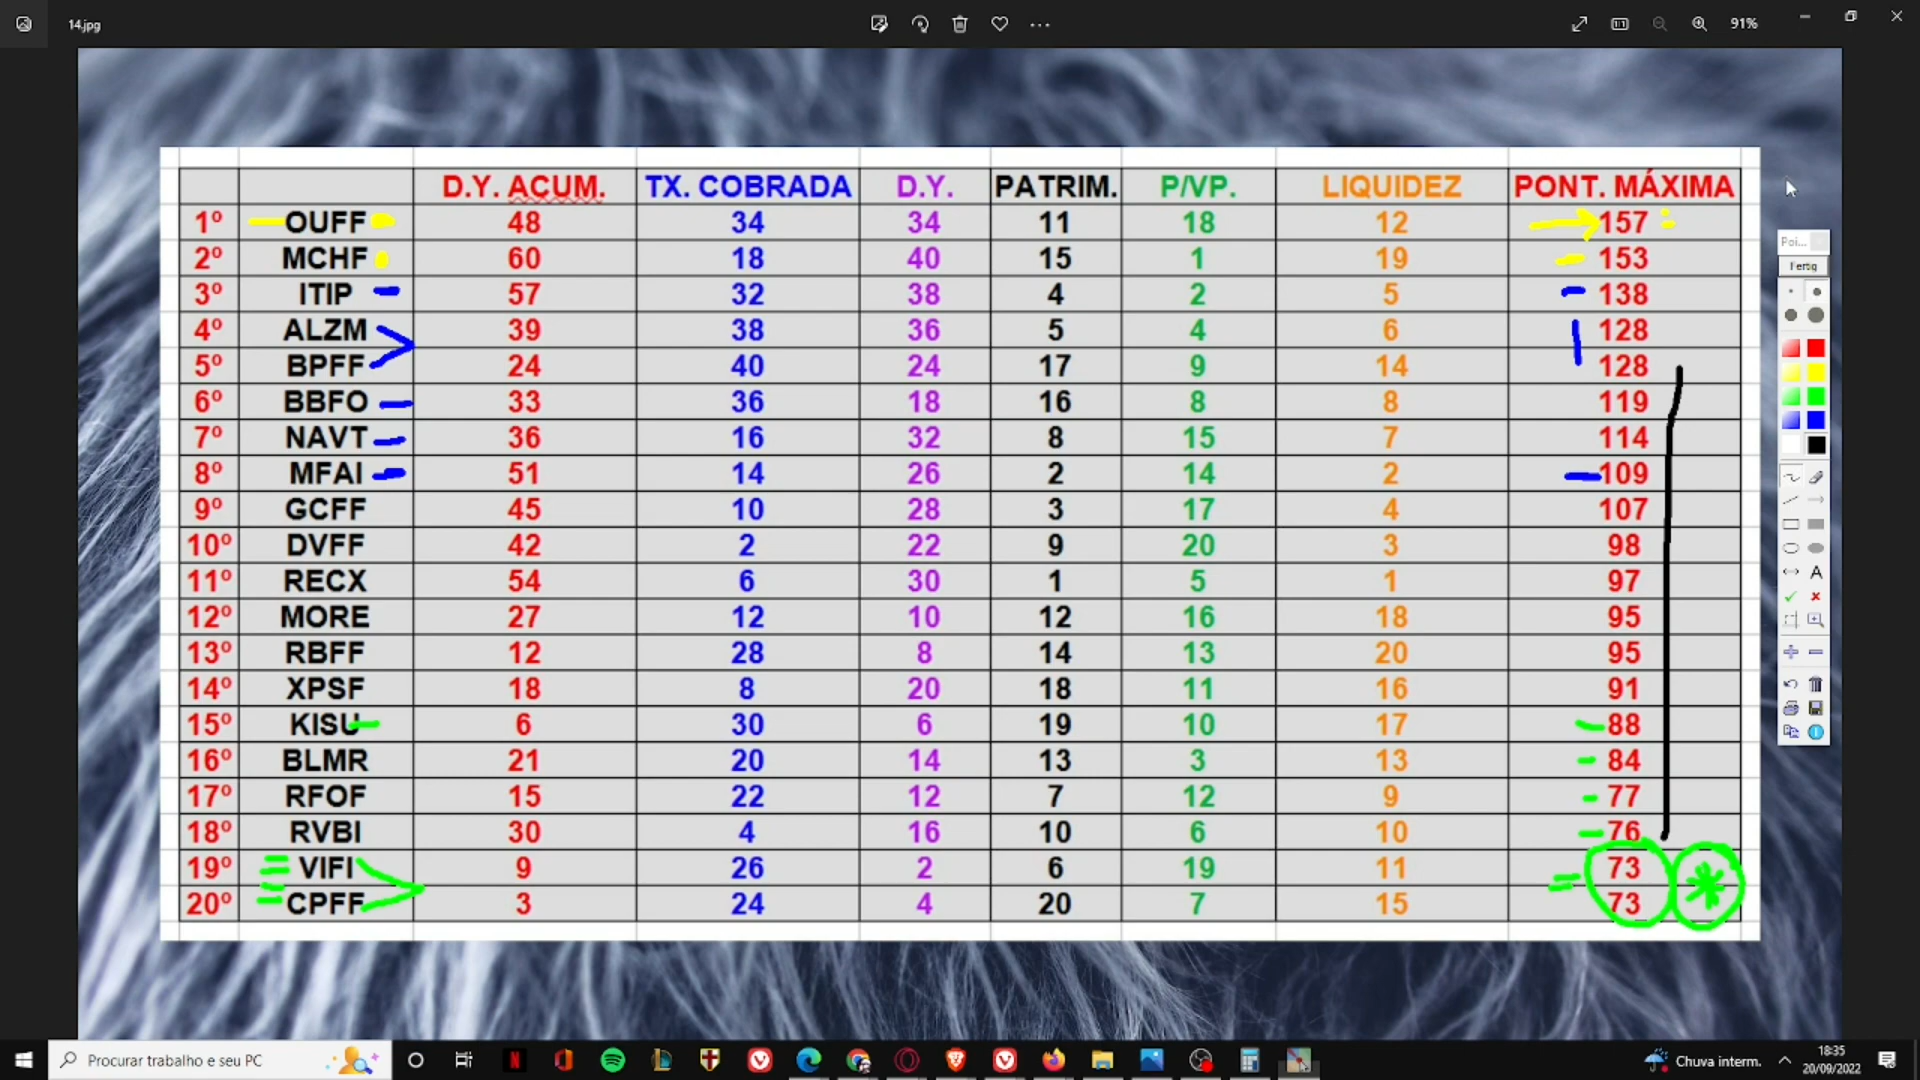 14.jpg
91%
D.Y. ACUM. TX. COBRADA D.Y. PATRIM. P/VP. LIQUIDEZ PONT. MÁXIMA
1º OUFF 48 34 34 11 18 12 157
2º MCHF 60 18 40 15 1 19 153
3º ITIP 57 32 38 4 2 5 138
4º ALZM 39 38 36 5 4 6 128
5º BPFF 24 40 24 17 9 14 128
6º BBFO 33 36 18 16 8 8 119
7º NAVT 36 16 32 8 15 7 114
8º MFAI 51 14 26 2 14 2 109
9º GCFF 45 10 28 3 17 4 107
10º DVFF 42 2 22 9 20 3 98
11º RECX 54 6 30 1 5 1 97
12º MORE 27 12 10 12 16 18 95
13º RBFF 12 28 8 14 13 20 95
14º XPSF 18 8 20 18 11 16 91
15º KISU 6 30 6 19 10 17 88
16º BLMR 21 20 14 13 3 13 84
17º RFOF 15 22 12 7 12 9 77
18º RVBI 30 4 16 10 6 10 76
19º VIFI 9 26 2 6 19 11 73
20º CPFF 3 24 4 20 7 15 73
Poi...
Fertig
A
Procurar trabalho e seu PC
Chuva interm.
18:35
20/09/2022